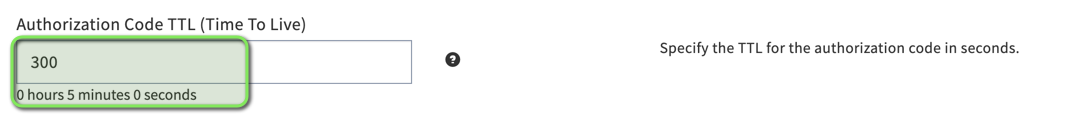 Authorization Code TTL (Time To Live)
300
?
Specify the TTL for the authorization code in seconds.
0 hours 5 minutes 0 seconds